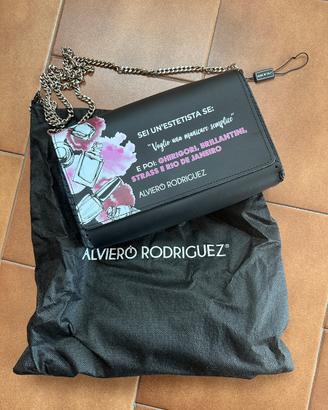 SEI UN'ESTETISTA SE:
"Voglio una manicure semplice"
E POI: GHIRIGORI, BRILLANTINI,
STRASS E RIO DE JANEIRO
ALVIERO RODRIGUEZ
ALVIERO RODRIGUEZ®